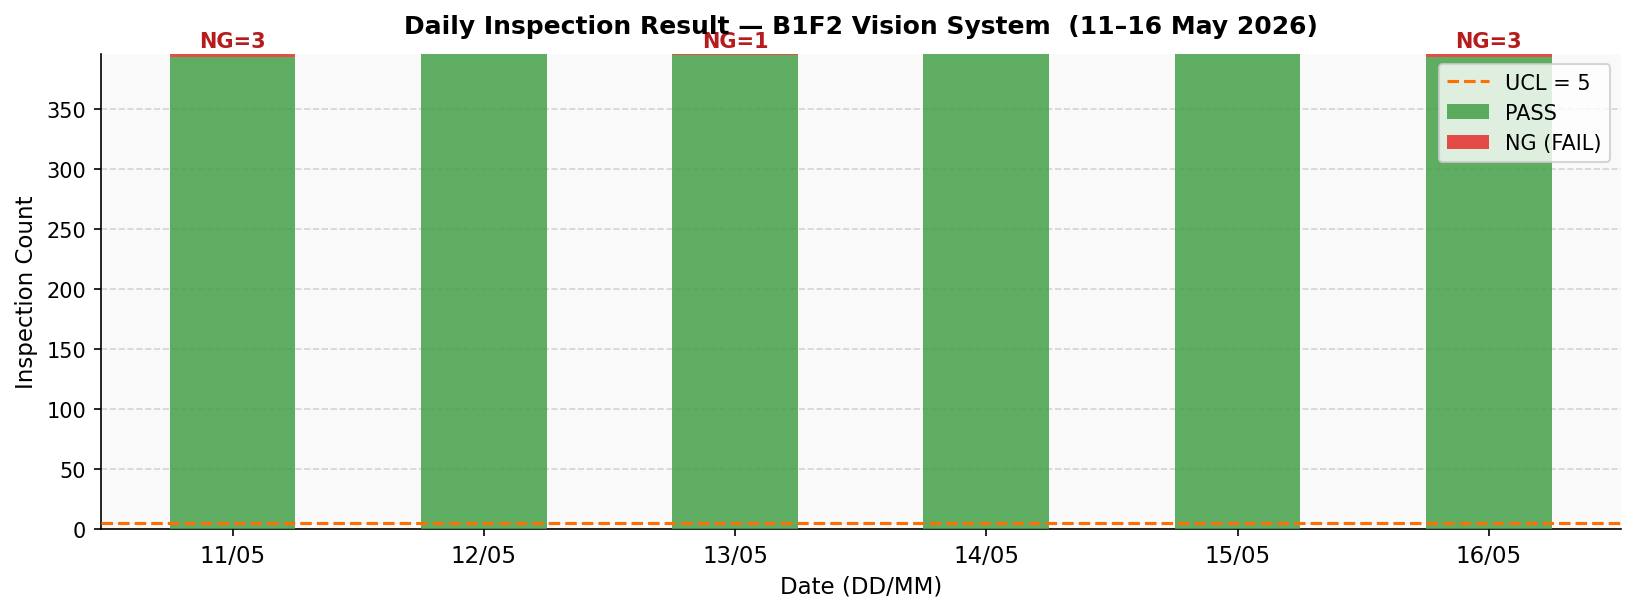 Daily Inspection Result — B1F2 Vision System (11–16 May 2026)
NG=3
NG=1
NG=3
UCL = 5
PASS
NG (FAIL)
Inspection Count
350
300
250
200
150
100
50
0
11/05
12/05
13/05
14/05
15/05
16/05
Date (DD/MM)